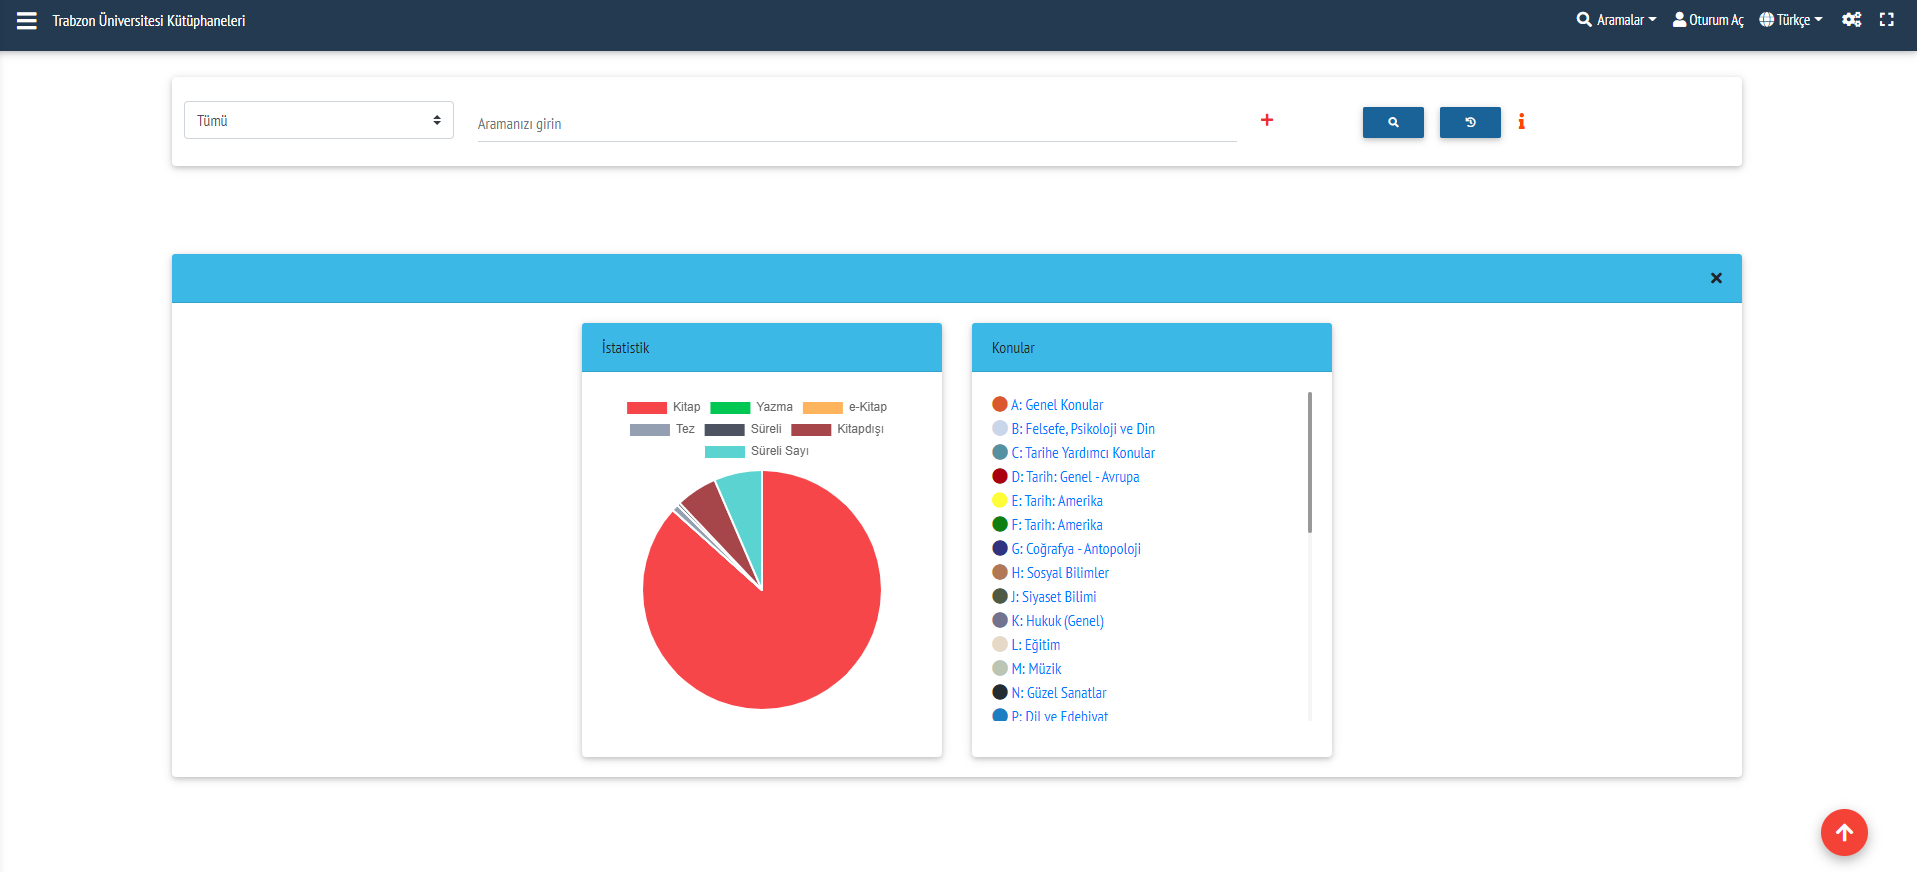 Trabzon Üniversitesi Kütüphaneleri
Aramalar
Oturum Aç
Türkçe
Tümü
Aramanızı girin
İstatistik
Kitap Yazma e-Kitap
Tez Süreli Kitapdışı
Süreli Sayı
Konular
A: Genel Konular
B: Felsefe, Psikoloji ve Din
C: Tarihe Yardımcı Konular
D: Tarih: Genel - Avrupa
E: Tarih: Amerika
F: Tarih: Amerika
G: Coğrafya - Antopoloji
H: Sosyal Bilimler
J: Siyaset Bilimi
K: Hukuk (Genel)
L: Eğitim
M: Müzik
N: Güzel Sanatlar
P: Dil ve Edebiyat